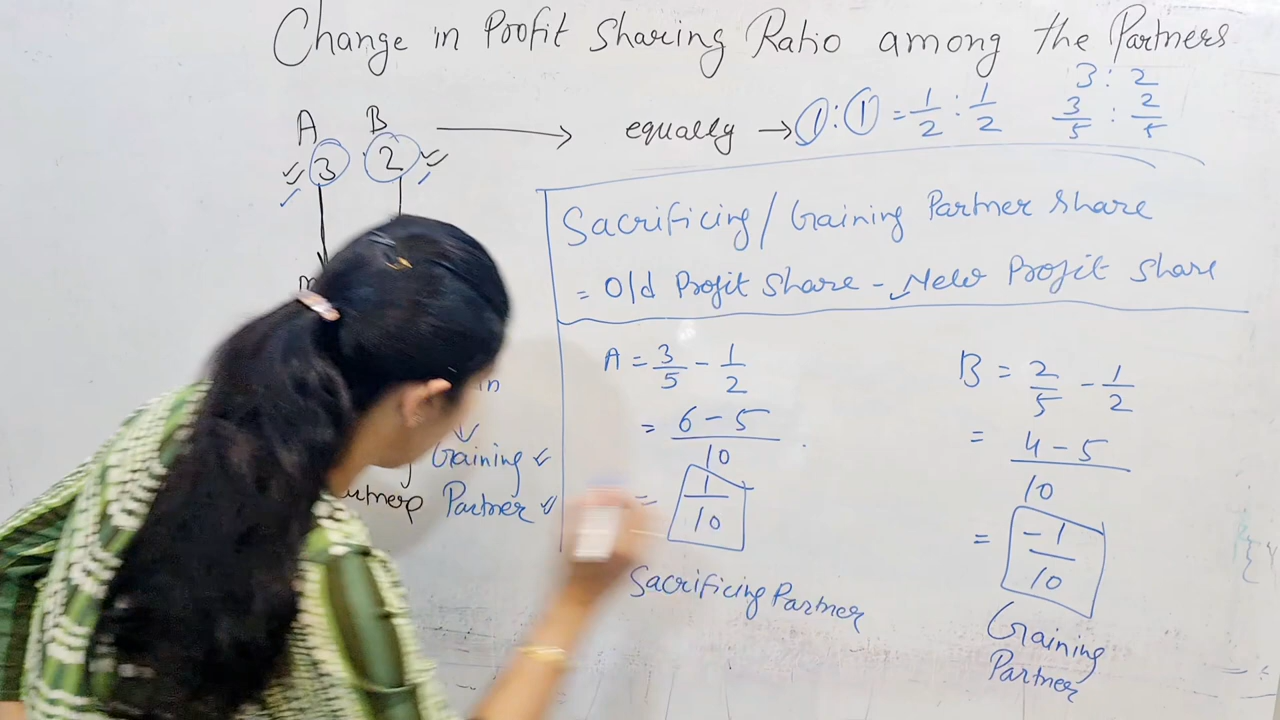 Change in Profit Sharing Ratio among the Partners
A B
3 2
equally → 1 : 1 = 1/2 : 1/2
3 : 2
3/5 : 2/5
Sacrificing / Gaining Partner Share
= Old Profit Share - New Profit Share
A = 3/5 - 1/2
= 6 - 5 / 10
= 1/10
Sacrificing Partner
B = 2/5 - 1/2
= 4 - 5 / 10
= -1/10
Gaining
Partner
Gaining
Partner